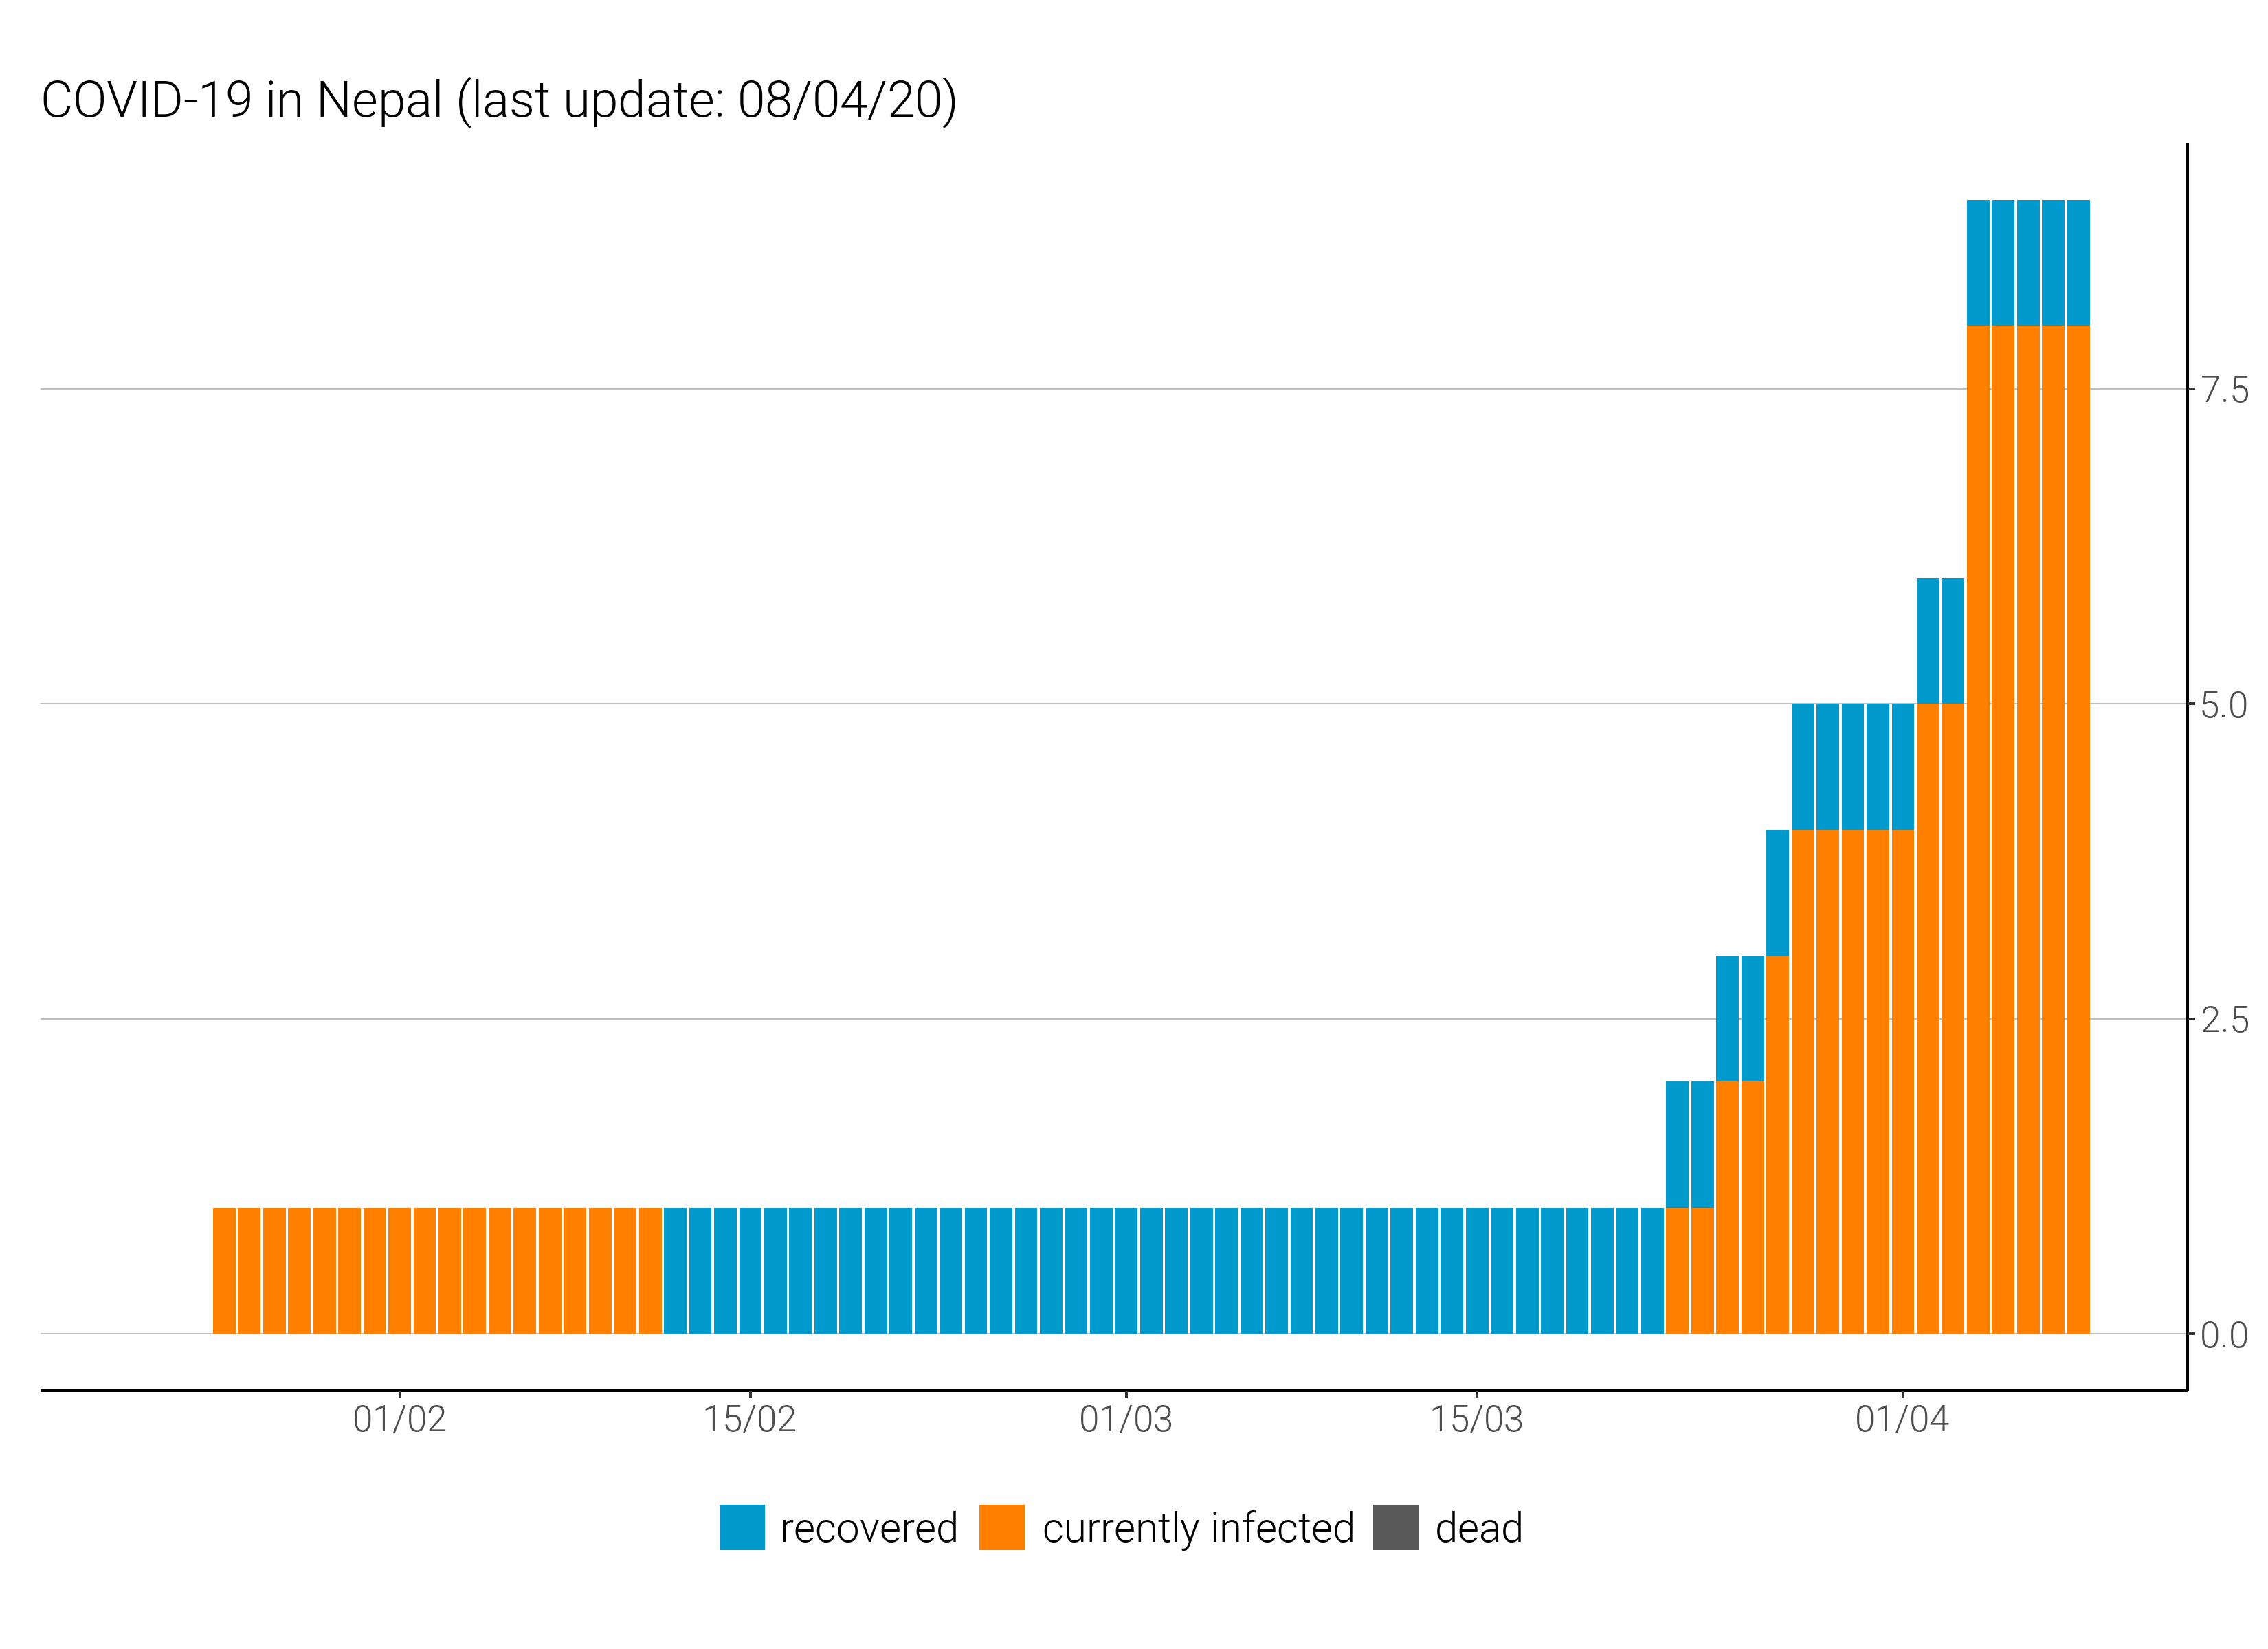 COVID-19 in Nepal (last update: 08/04/20)
7.5
5.0
2.5
0.0
01/02 15/02 01/03 15/03 01/04
recovered currently infected dead